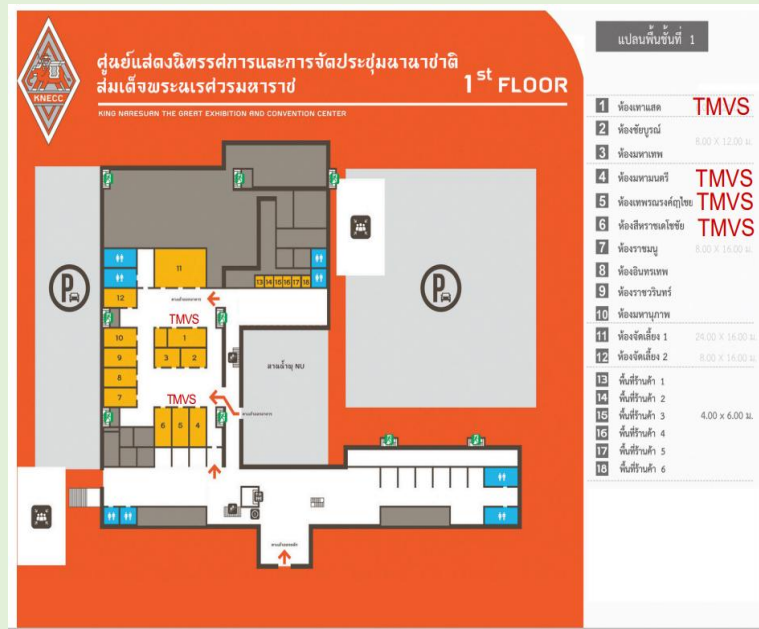 KNECC
ศูนย์แสดงนิทรรศการและการจัดประชุมนานาชาติ
สมเด็จพระนเรศวรมหาราช
1st FLOOR
KING NARESUAN THE GREAT EXHIBITION AND CONVENTION CENTER
11
12
13 14 15 16 17 18
TMVS
10
1
9
3
2
8
7
TMVS
6
5
4
P
P
ลานน้ำพุ NU
แปลนพื้นชั้นที่ 1
1 ห้องเทาแสด TMVS
2 ห้องชัยบูรณ์
8.00 X 12.00 ม.
3 ห้องมหาเทพ
4 ห้องมหามนตรี TMVS
5 ห้องเทพรณรงค์ฤๅไชย TMVS
6 ห้องสีหราชเดโชชัย TMVS
7 ห้องราชมนู 8.00 X 16.00 ม.
8 ห้องอินทรเทพ
9 ห้องราชวรินทร์
10 ห้องมหานุภาพ
11 ห้องจัดเลี้ยง 1 24.00 X 16.00 ม.
12 ห้องจัดเลี้ยง 2 8.00 X 16.00 ม.
13 พื้นที่ร้านค้า 1
14 พื้นที่ร้านค้า 2
15 พื้นที่ร้านค้า 3 4.00 x 6.00 ม.
16 พื้นที่ร้านค้า 4
17 พื้นที่ร้านค้า 5
18 พื้นที่ร้านค้า 6